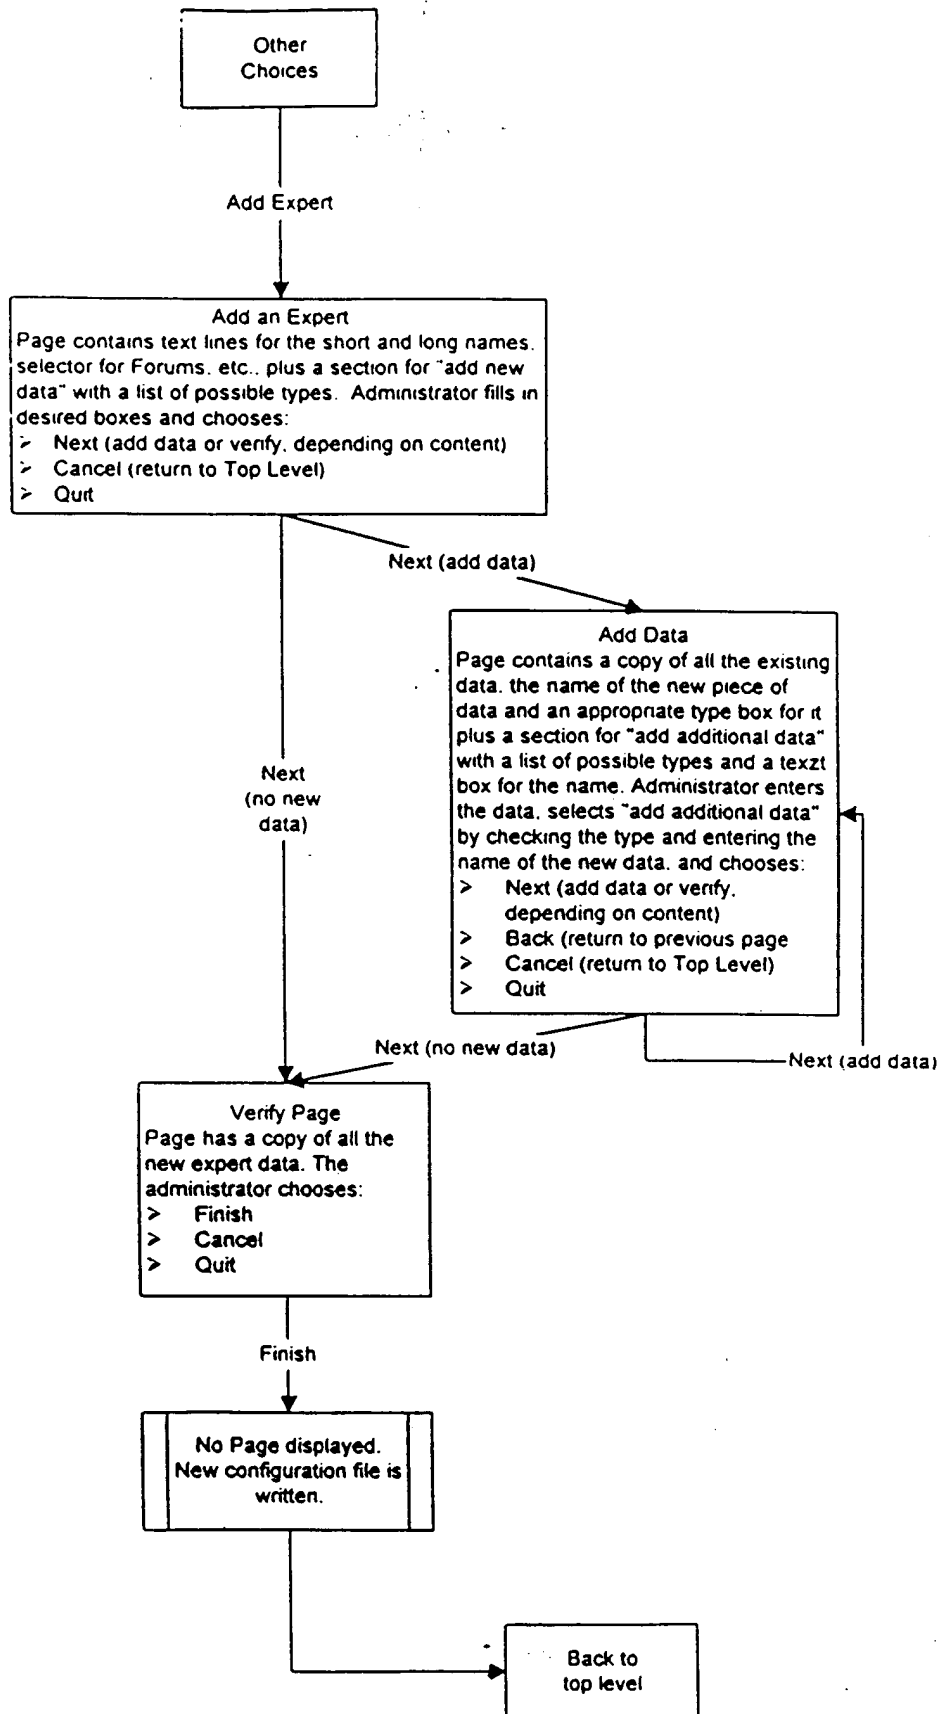 Other
Choices
Add Expert
Add an Expert
Page contains text lines for the short and long names,
selector for Forums, etc., plus a section for "add new
data" with a list of possible types. Administrator fills in
desired boxes and chooses:
> Next (add data or verify, depending on content)
> Cancel (return to Top Level)
> Quit
Next (add data)
Add Data
Page contains a copy of all the existing
data, the name of the new piece of
data and an appropriate type box for it
plus a section for "add additional data"
with a list of possible types and a texzt
box for the name. Administrator enters
the data, selects "add additional data"
by checking the type and entering the
name of the new data, and chooses:
> Next (add data or verify,
depending on content)
> Back (return to previous page
> Cancel (return to Top Level)
> Quit
Next
(no new
data)
Next (no new data)
Next (add data)
Verify Page
Page has a copy of all the
new expert data. The
administrator chooses:
> Finish
> Cancel
> Quit
Finish
No Page displayed.
New configuration file is
written.
Back to
top level